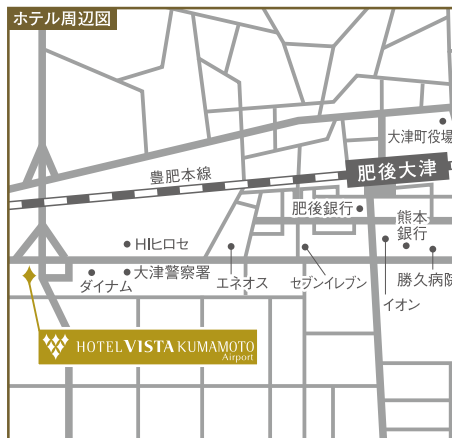 ホテル周辺図
大津町役場
豊肥本線
肥後大津
肥後銀行
熊本
銀行
HIヒロセ
大津警察署
ダイナム
エネオス
セブンイレブン
イオン
勝久病院
HOTEL VISTA KUMAMOTO
Airport